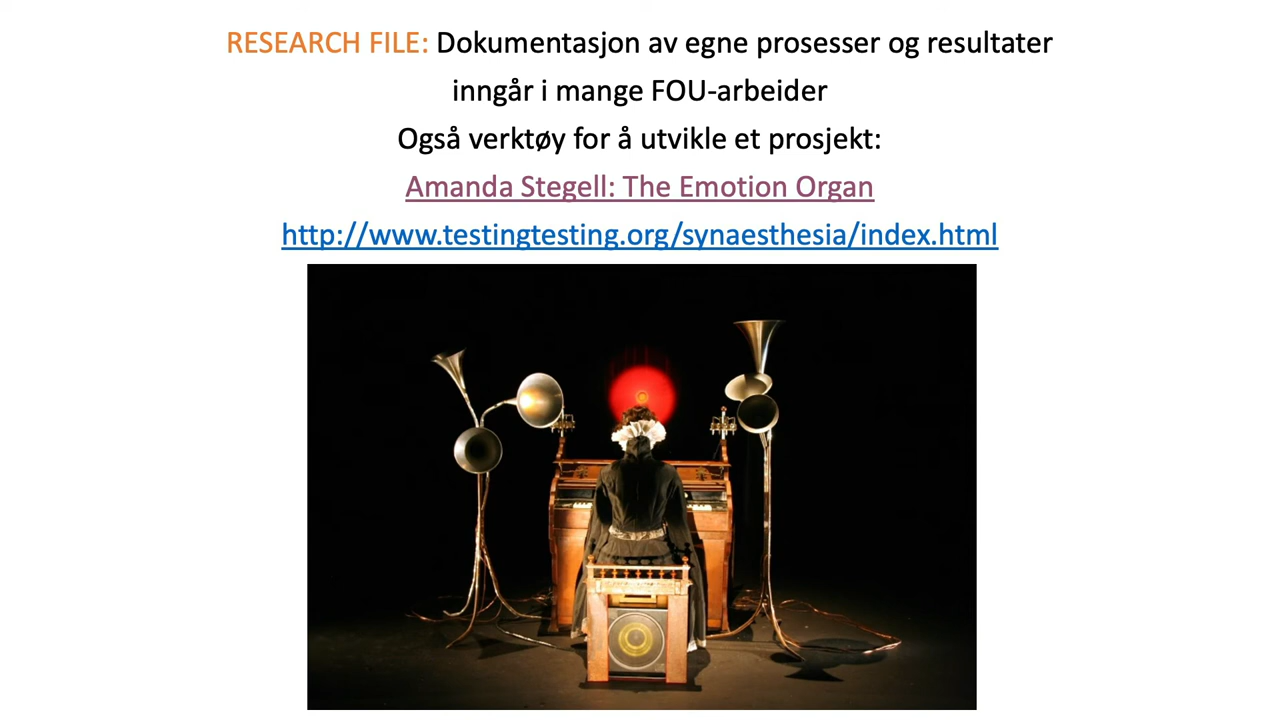 RESEARCH FILE: Dokumentasjon av egne prosesser og resultater
inngår i mange FOU-arbeider
Også verktøy for å utvikle et prosjekt:
Amanda Stegell: The Emotion Organ
http://www.testingtesting.org/synaesthesia/index.html